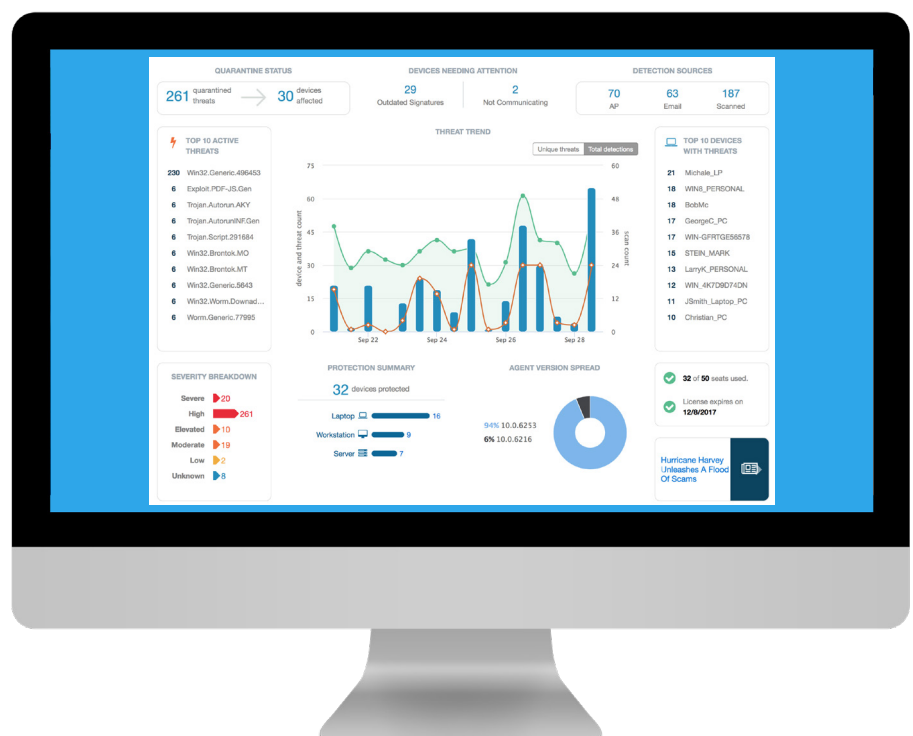 QUARANTINE STATUS
261 quarantined threats
30 devices affected
DEVICES NEEDING ATTENTION
29
Outdated Signatures
2
Not Communicating
DETECTION SOURCES
70
AP
63
Email
187
Scanned
TOP 10 ACTIVE
THREATS
230 Win32.Generic.496453
6 Exploit.PDF-JS.Gen
6 Trojan.Autorun.AKY
6 Trojan.AutorunINF.Gen
6 Trojan.Script.291684
6 Win32.Brontok.MO
6 Win32.Brontok.MT
6 Win32.Generic.5643
6 Win32.Worm.Downad...
6 Worm.Generic.77995
THREAT TREND
Unique threats Total detections
device and threat count
75
60
45
30
15
0
scan count
60
48
36
24
12
0
Sep 22 Sep 24 Sep 26 Sep 28
TOP 10 DEVICES
WITH THREATS
21 Michale_LP
18 WIN8_PERSONAL
18 BobMc
17 GeorgeC_PC
17 WIN-GFRTGE56578
15 STEIN_MARK
13 LarryK_PERSONAL
12 WIN_4K7D9D74DN
11 JSmith_Laptop_PC
10 Christian_PC
SEVERITY BREAKDOWN
Severe 20
High 261
Elevated 10
Moderate 19
Low 2
Unknown 8
PROTECTION SUMMARY
32 devices protected
Laptop 16
Workstation 9
Server 7
AGENT VERSION SPREAD
94% 10.0.6253
6% 10.0.6216
32 of 50 seats used.
License expires on
12/8/2017
Hurricane Harvey
Unleashes A Flood
Of Scams